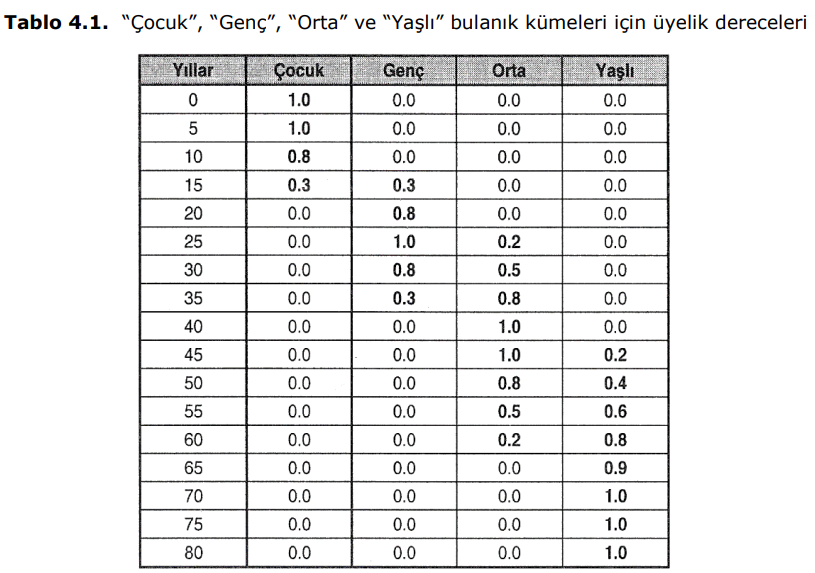 Tablo 4.1. “Çocuk”, “Genç”, “Orta” ve “Yaşlı” bulanık kümeleri için üyelik dereceleri
Yıllar Çocuk Genç Orta Yaşlı
0 1.0 0.0 0.0 0.0
5 1.0 0.0 0.0 0.0
10 0.8 0.0 0.0 0.0
15 0.3 0.3 0.0 0.0
20 0.0 0.8 0.0 0.0
25 0.0 1.0 0.2 0.0
30 0.0 0.8 0.5 0.0
35 0.0 0.3 0.8 0.0
40 0.0 0.0 1.0 0.0
45 0.0 0.0 1.0 0.2
50 0.0 0.0 0.8 0.4
55 0.0 0.0 0.5 0.6
60 0.0 0.0 0.2 0.8
65 0.0 0.0 0.0 0.9
70 0.0 0.0 0.0 1.0
75 0.0 0.0 0.0 1.0
80 0.0 0.0 0.0 1.0